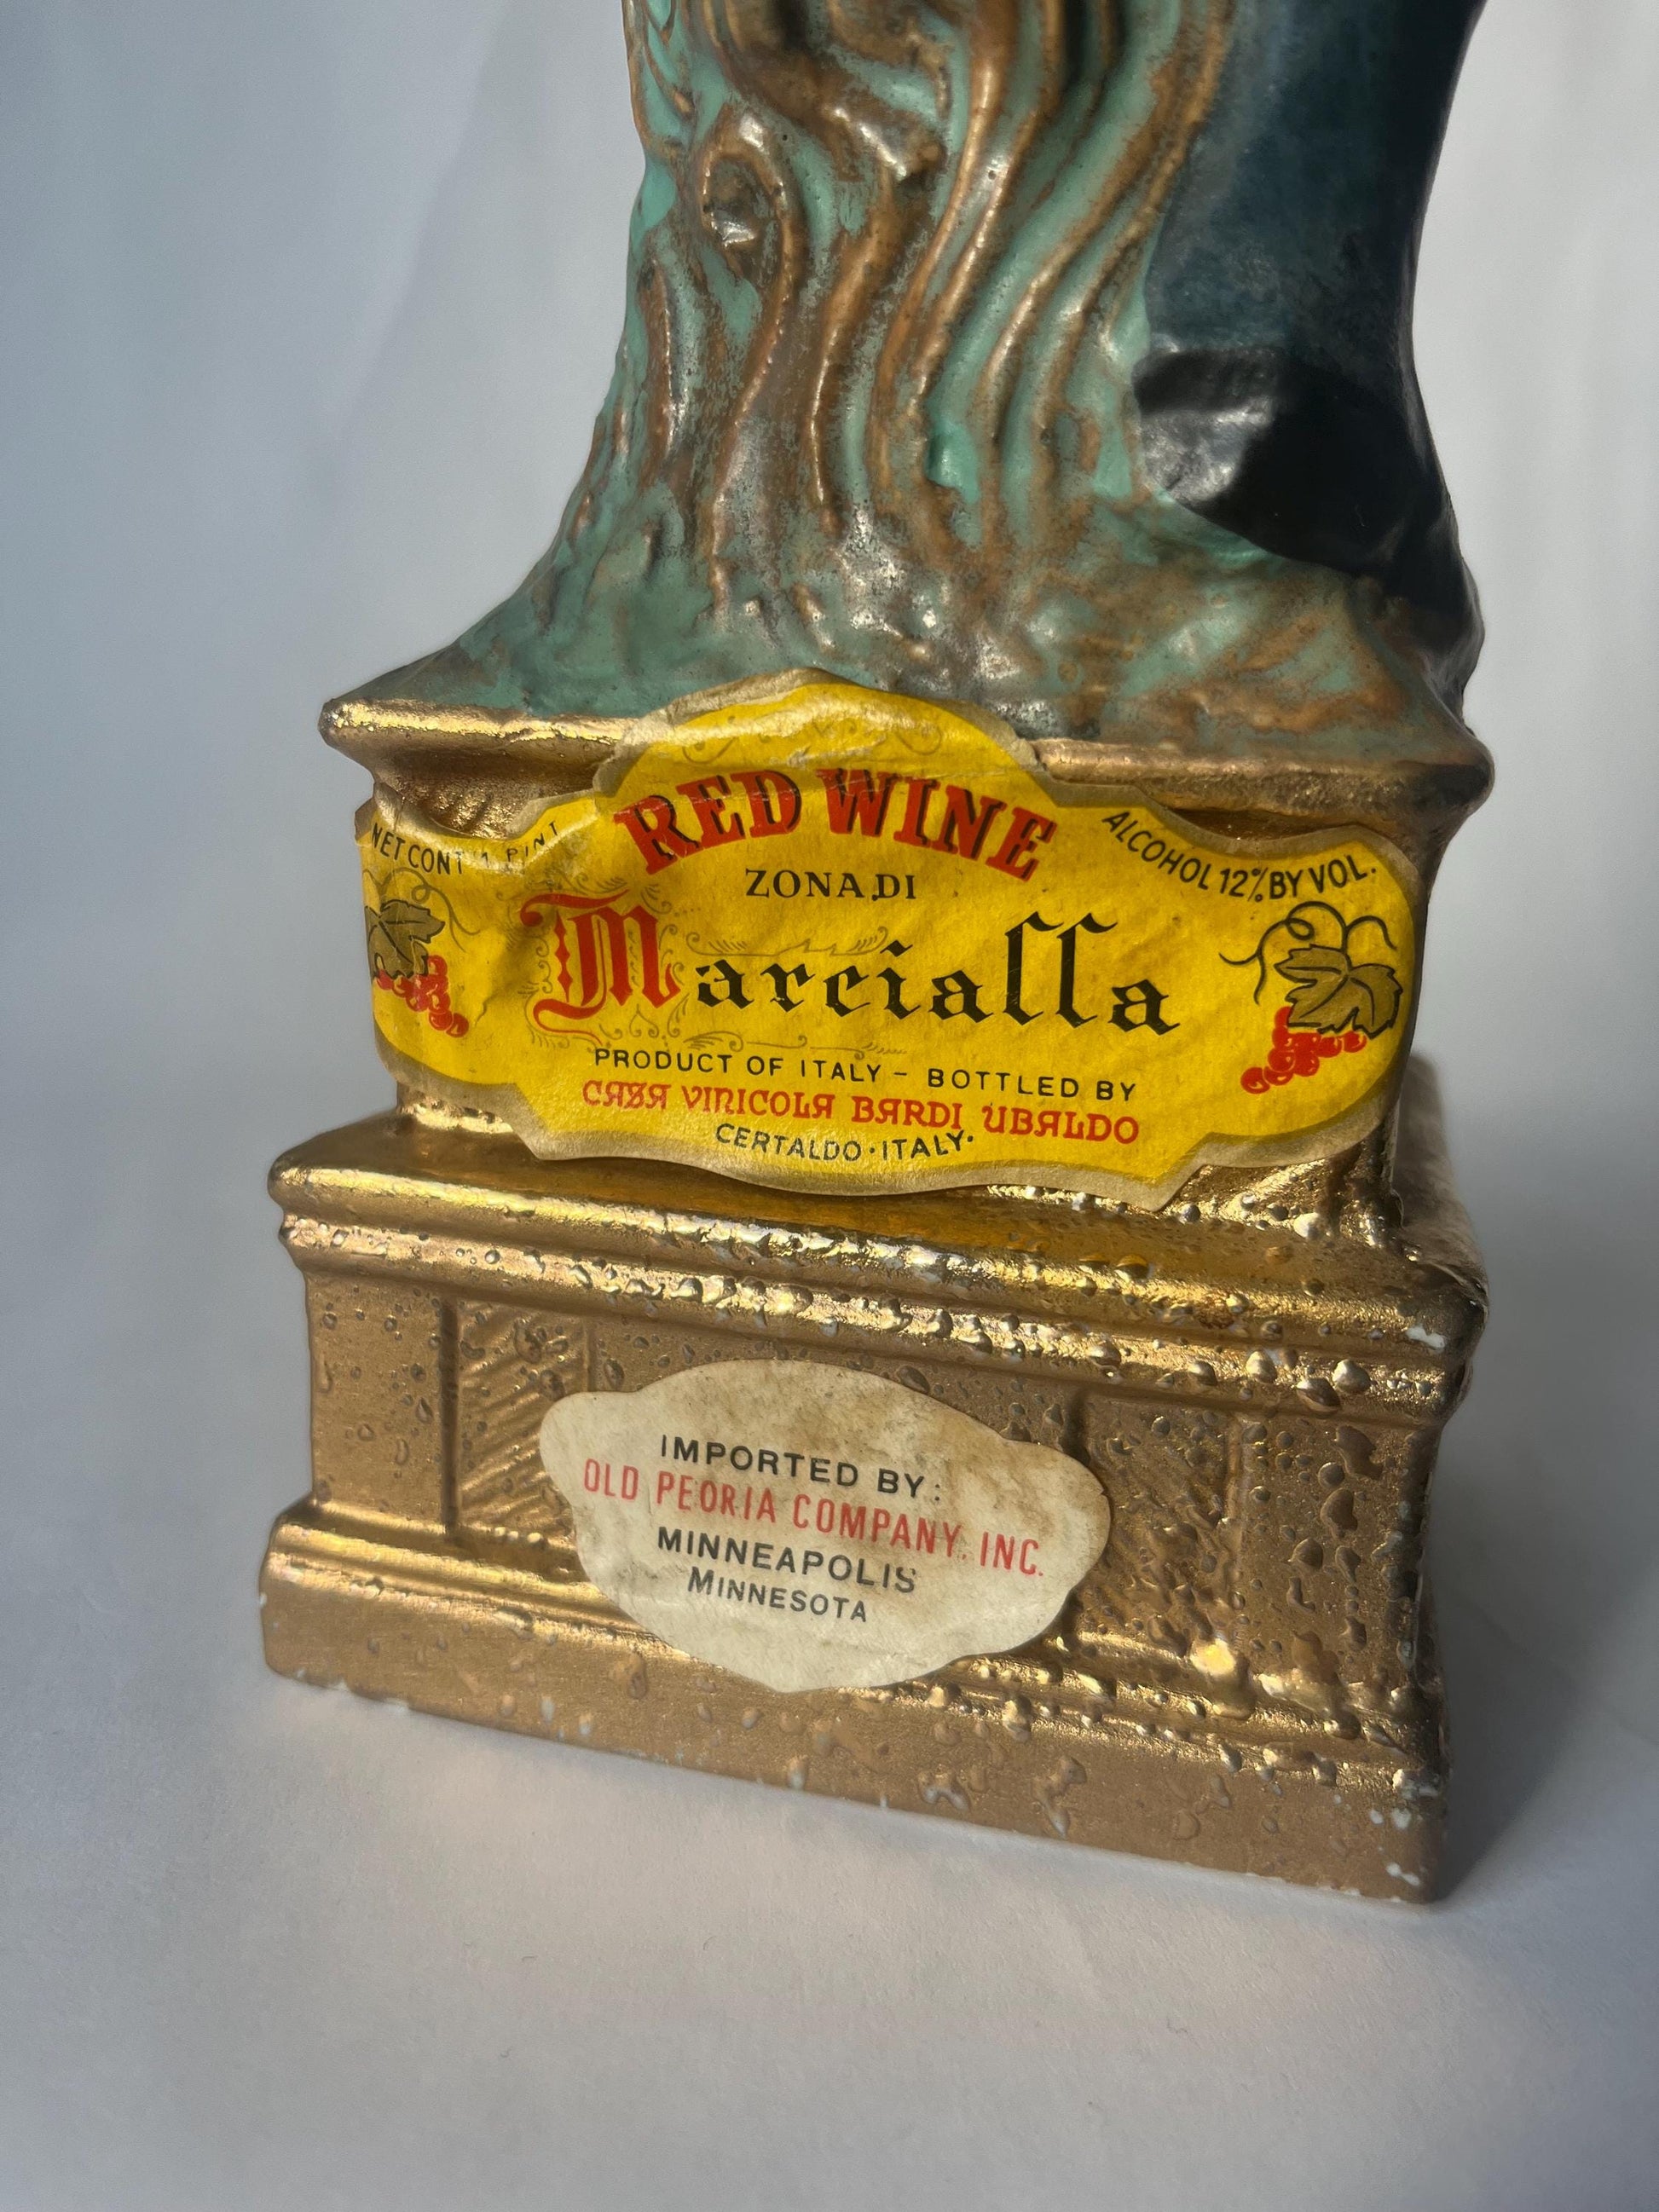 RED WINE
NET CONT 1 PINT
ALCOHOL 12% BY VOL.
ZONA DI
Marcialla
PRODUCT OF ITALY - BOTTLED BY
CASA VINICOLA BARDI UBALDO
CERTALDO · ITALY·
IMPORTED BY:
OLD PEORIA COMPANY, INC.
MINNEAPOLIS
MINNESOTA